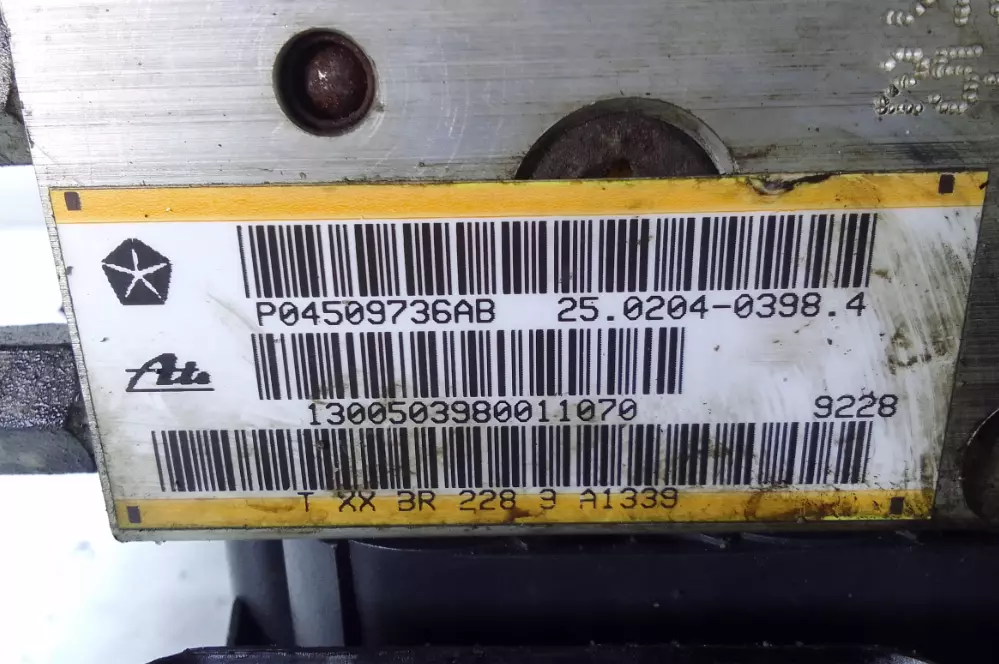 P04509736AB 25.0204-0398.4
Ate
1300503980011070 9228
T XX BR 228 9 A1339